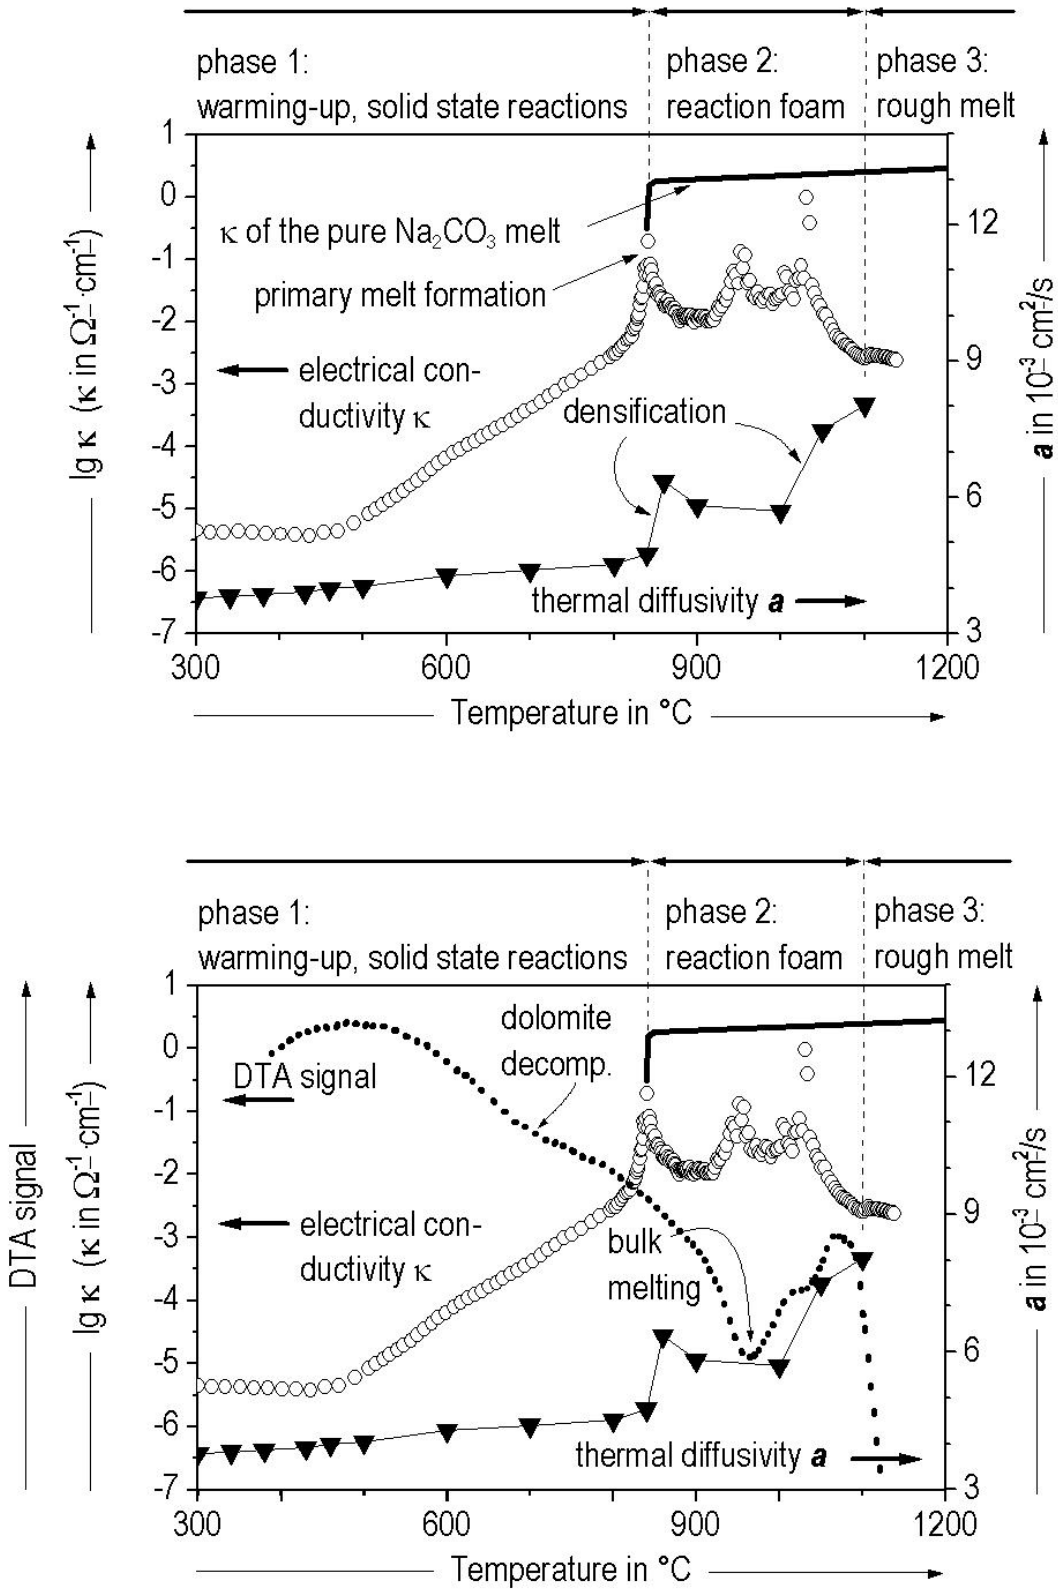 phase 1:
warming-up, solid state reactions
phase 2:
reaction foam
phase 3:
rough melt
1
0
-1
-2
-3
-4
-5
-6
-7
lg κ (κ in Ω⁻¹·cm⁻¹)
κ of the pure Na₂CO₃ melt
primary melt formation
electrical con-
ductivity κ
densification
thermal diffusivity a
12
9
6
3
a in 10⁻³ cm²/s
300
600
900
1200
Temperature in °C
phase 1:
warming-up, solid state reactions
phase 2:
reaction foam
phase 3:
rough melt
DTA signal
lg κ (κ in Ω⁻¹·cm⁻¹)
1
0
-1
-2
-3
-4
-5
-6
-7
dolomite
decomp.
DTA signal
electrical con-
ductivity κ
bulk
melting
thermal diffusivity a
12
9
6
3
a in 10⁻³ cm²/s
300
600
900
1200
Temperature in °C